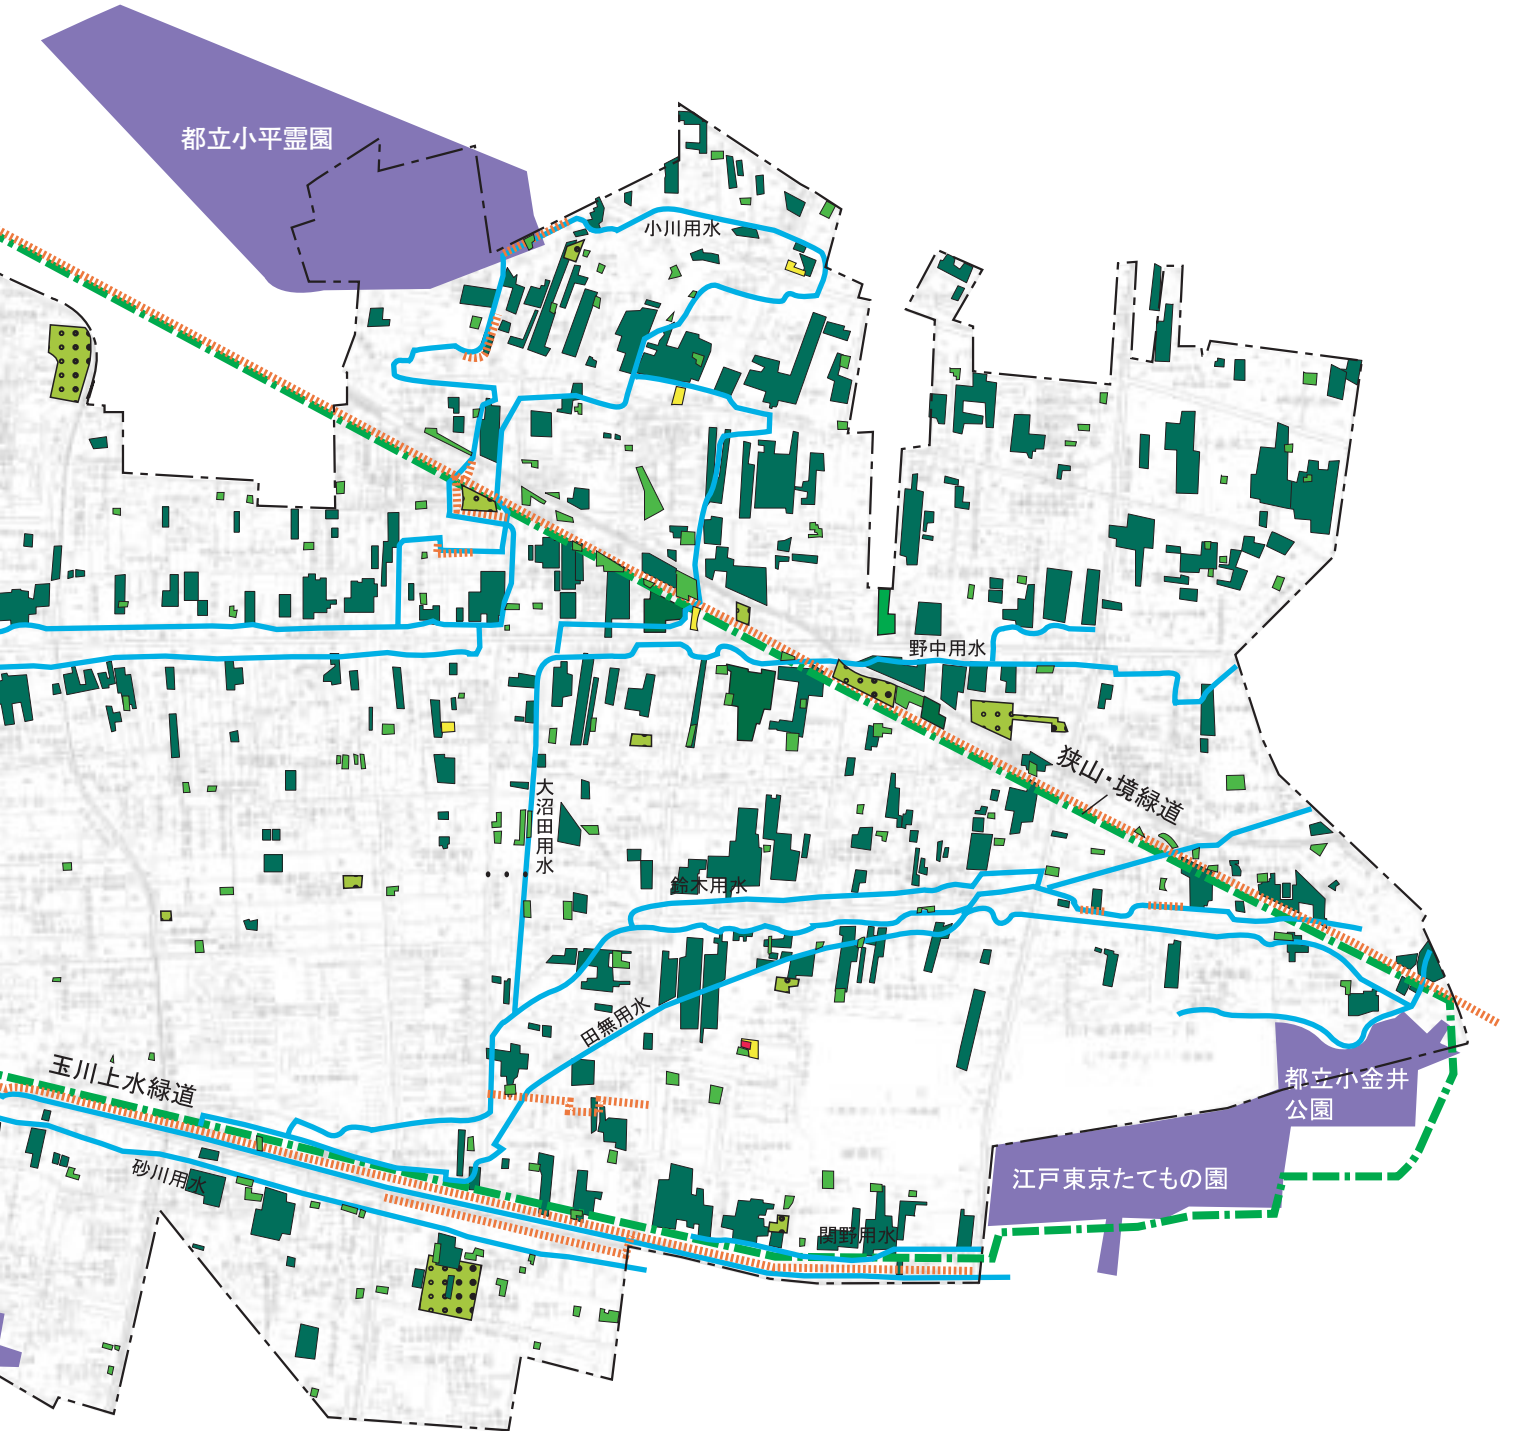 都立小平霊園
小川用水
野中用水
狭山・境緑道
大沼田用水
鈴木用水
田無用水
玉川上水緑道
砂川用水
都立小金井
公園
江戸東京たてもの園
関野用水